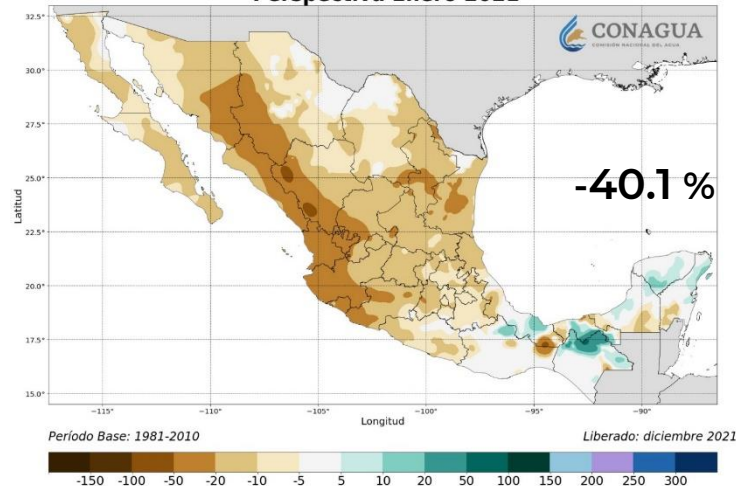 CONAGUA
COMISIÓN NACIONAL DEL AGUA
32.5°
30.0°
27.5°
25.0°
22.5°
20.0°
17.5°
15.0°
Latitud
-40.1 %
−115° −110° −105° −100° −95° −90°
Longitud
Período Base: 1981-2010 Liberado: diciembre 2021
-150 -100 -50 -20 -10 -5 5 10 20 50 100 150 200 250 300